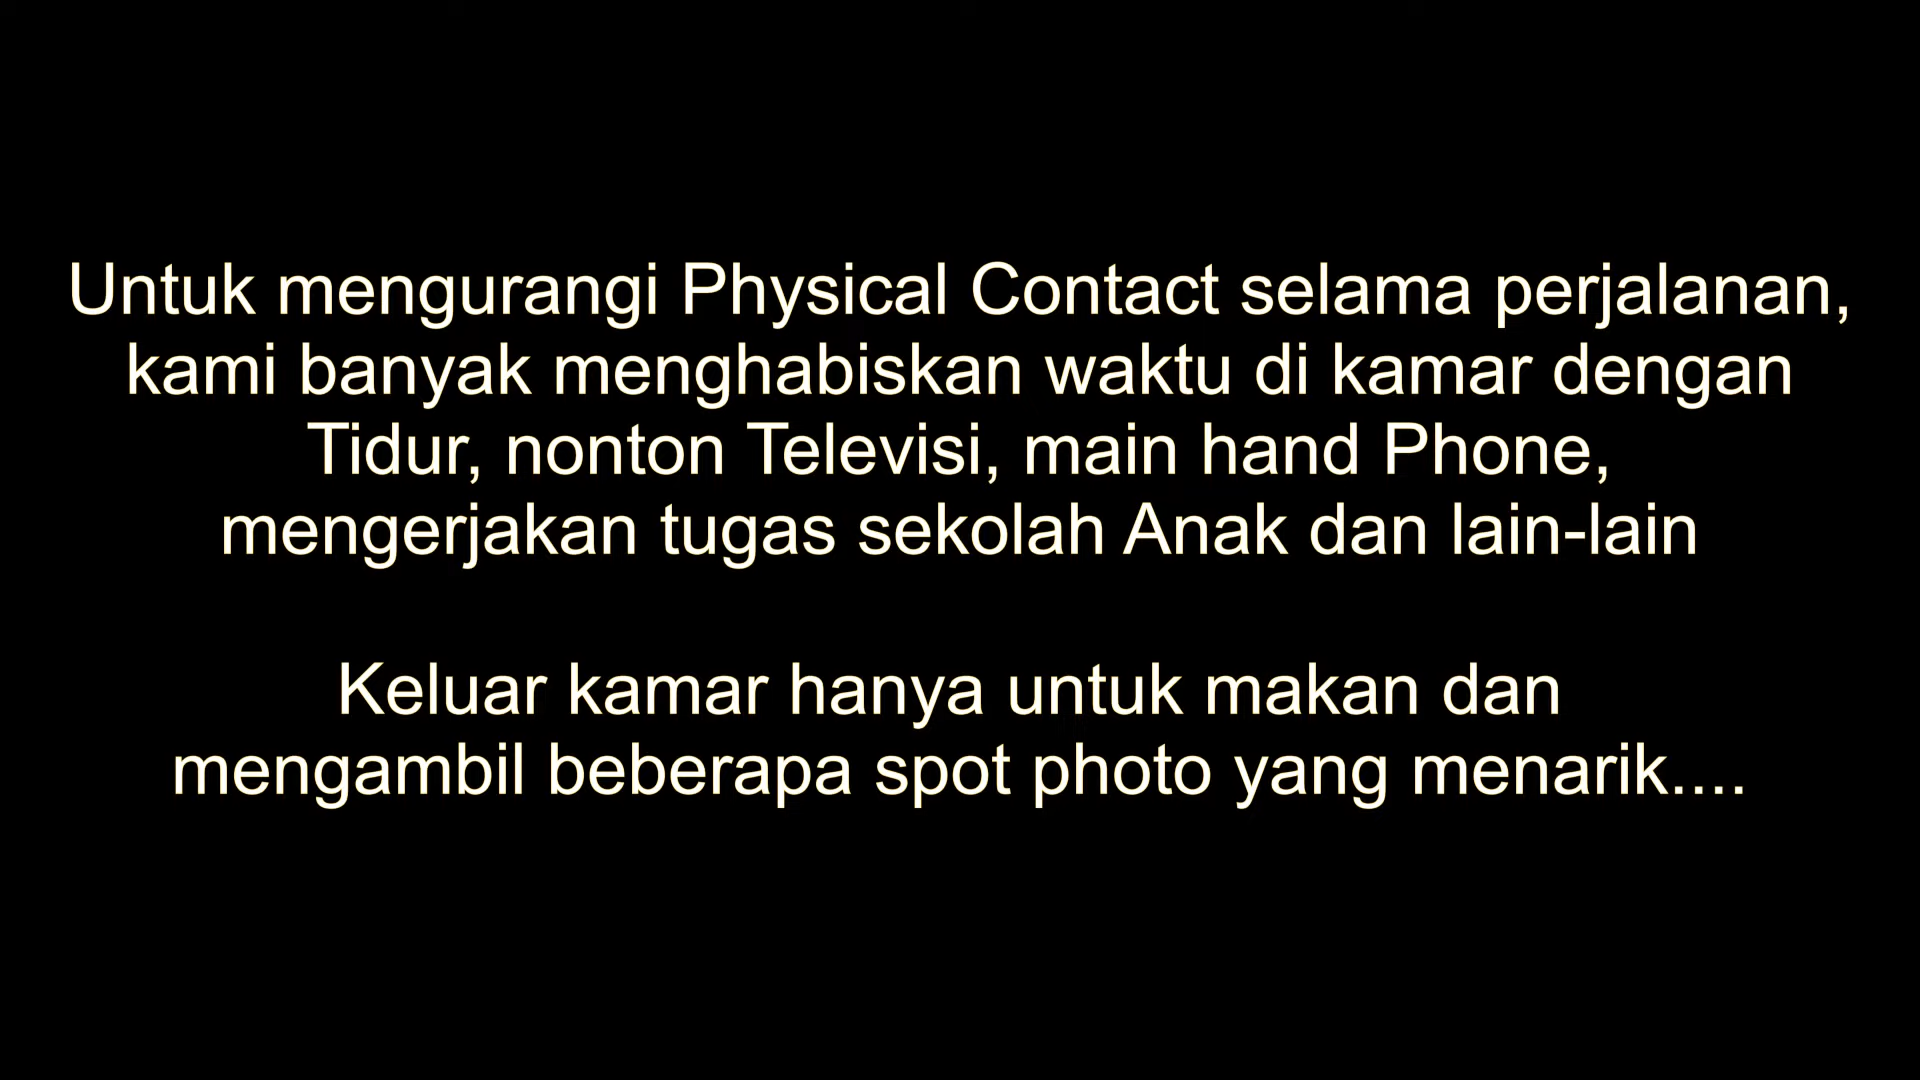 Untuk mengurangi Physical Contact selama perjalanan,
kami banyak menghabiskan waktu di kamar dengan
Tidur, nonton Televisi, main hand Phone,
mengerjakan tugas sekolah Anak dan lain-lain
Keluar kamar hanya untuk makan dan
mengambil beberapa spot photo yang menarik....